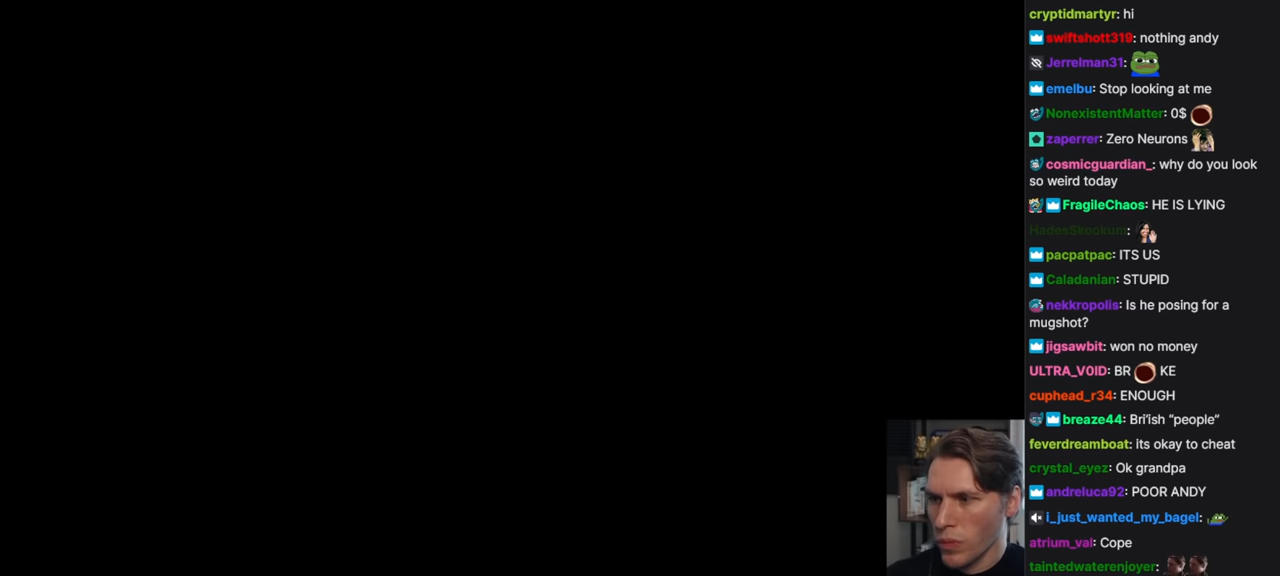 cryptidmartyr: hi
swiftshott319: nothing andy
Jerrelman31:
emelbu: Stop looking at me
NonexistentMatter: 0$
zaperrer: Zero Neurons
cosmicguardian_: why do you look
so weird today
FragileChaos: HE IS LYING
HadesSkookum:
pacpatpac: ITS US
Caladanian: STUPID
nekkropolis: Is he posing for a
mugshot?
jigsawbit: won no money
ULTRA_V0ID: BR KE
cuphead_r34: ENOUGH
breaze44: Bri'ish “people”
feverdreamboat: its okay to cheat
crystal_eyez: Ok grandpa
andreluca92: POOR ANDY
i_just_wanted_my_bagel:
atrium_val: Cope
taintedwaterenjoyer: